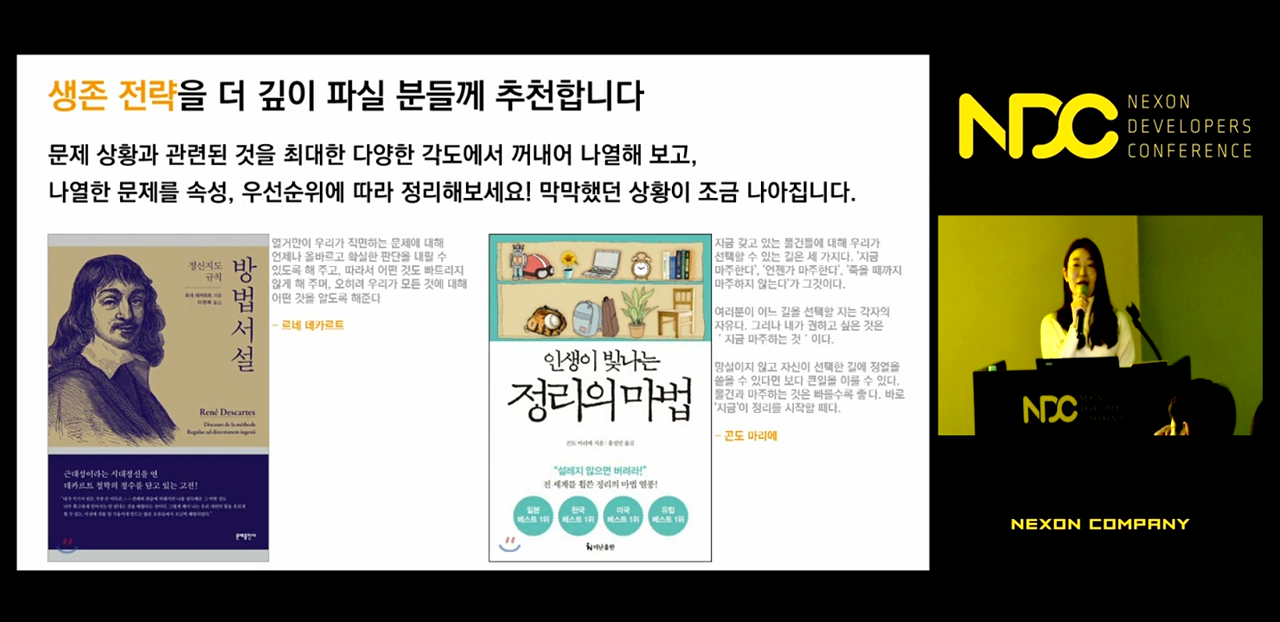 생존 전략을 더 깊이 파실 분들께 추천합니다
문제 상황과 관련된 것을 최대한 다양한 각도에서 꺼내어 나열해 보고,
나열한 문제를 속성, 우선순위에 따라 정리해보세요! 막막했던 상황이 조금 나아집니다.
정신지도
규칙
르네 데카르트 지음
이현복 옮김
방법서설
René Descartes
Discours de la méthode
Regulae ad directionem ingenii
근대성이라는 시대정신을 연
데카르트 철학의 정수를 담고 있는 고전!
문예출판사
열거만이 우리가 직면하는 문제에 대해
언제나 올바르고 확실한 판단을 내릴 수
있도록 해 주고, 따라서 어떤 것도 빠트리지
않게 해 주며, 오히려 우리가 모든 것에 대해
어떤 것을 알도록 해준다
– 르네 데카르트
인생이 빛나는
정리의 마법
곤도 마리에 지음 | 홍성민 옮김
“설레지 않으면 버려라!”
전 세계를 휩쓴 정리의 마법 열풍!
일본
베스트 1위
한국
베스트 1위
미국
베스트 1위
유럽
베스트 1위
더난출판
지금 갖고 있는 물건들에 대해 우리가
선택할 수 있는 길은 세 가지다. '지금
마주한다', '언젠가 마주한다', '죽을 때까지
마주하지 않는다'가 그것이다.
여러분이 어느 길을 선택할 지는 각자의
자유다. 그러나 내가 권하고 싶은 것은
' 지금 마주하는 것 ' 이다.
망설이지 않고 자신이 선택한 길에 정열을
쏟을 수 있다면 보다 큰일을 이룰 수 있다.
물건과 마주하는 것은 빠를수록 좋다. 바로
'지금'이 정리를 시작할 때다.
– 곤도 마리에
NDC
NEXON
DEVELOPERS
CONFERENCE
NDC
NEXON COMPANY